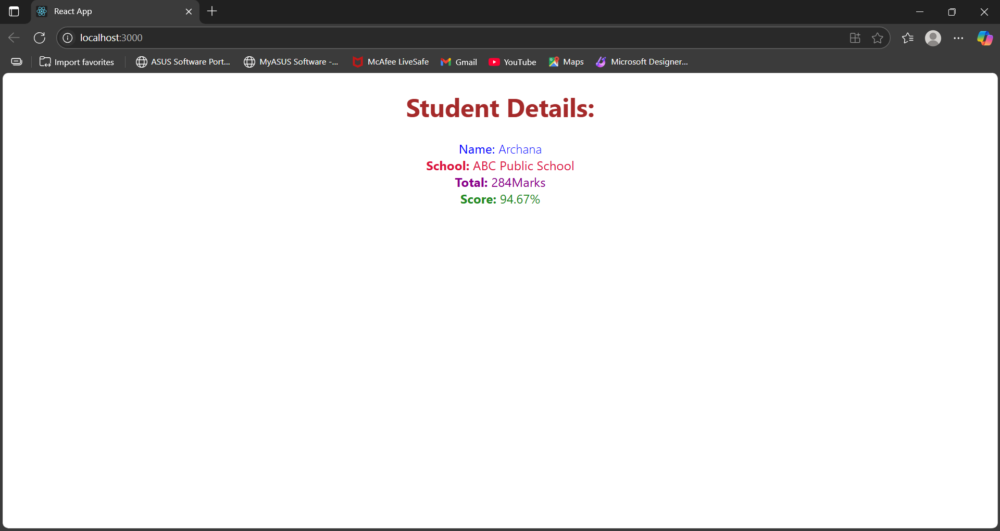 React App
localhost:3000
Import favorites ASUS Software Port... MyASUS Software -... McAfee LiveSafe Gmail YouTube Maps Microsoft Designer...
Student Details:
Name: Archana
School: ABC Public School
Total: 284Marks
Score: 94.67%